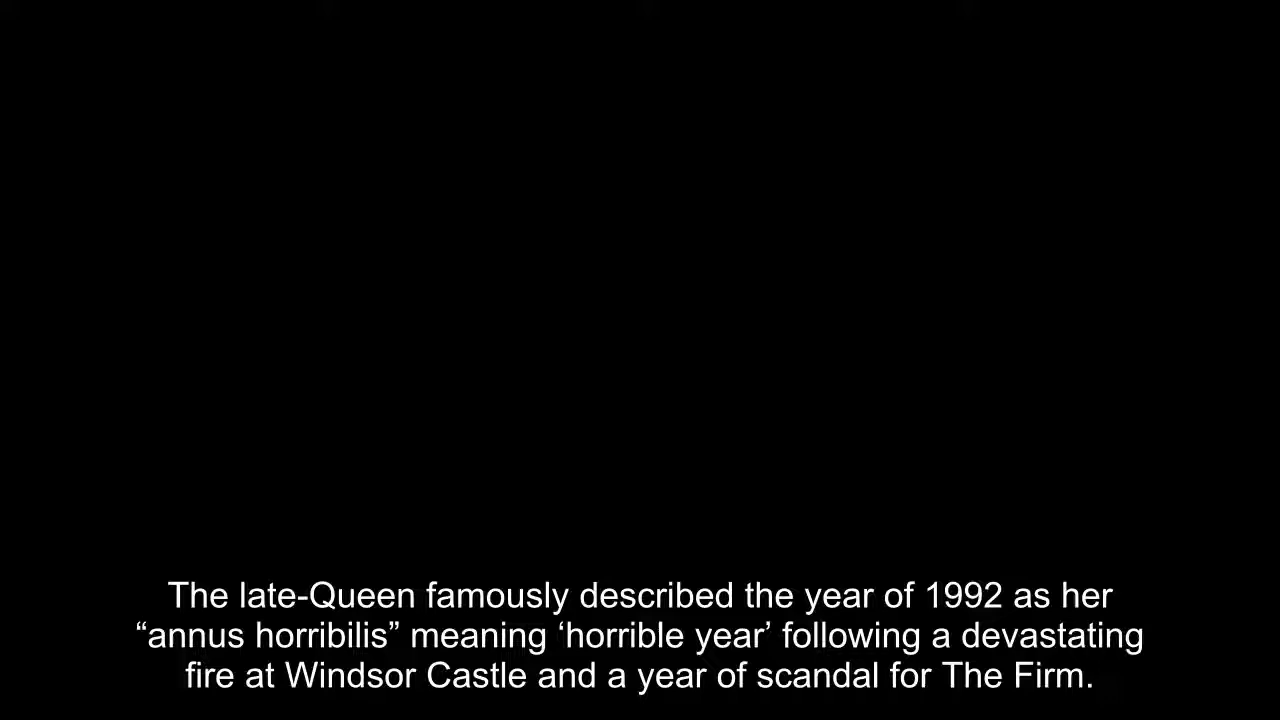 The late-Queen famously described the year of 1992 as her
“annus horribilis” meaning ‘horrible year’ following a devastating
fire at Windsor Castle and a year of scandal for The Firm.